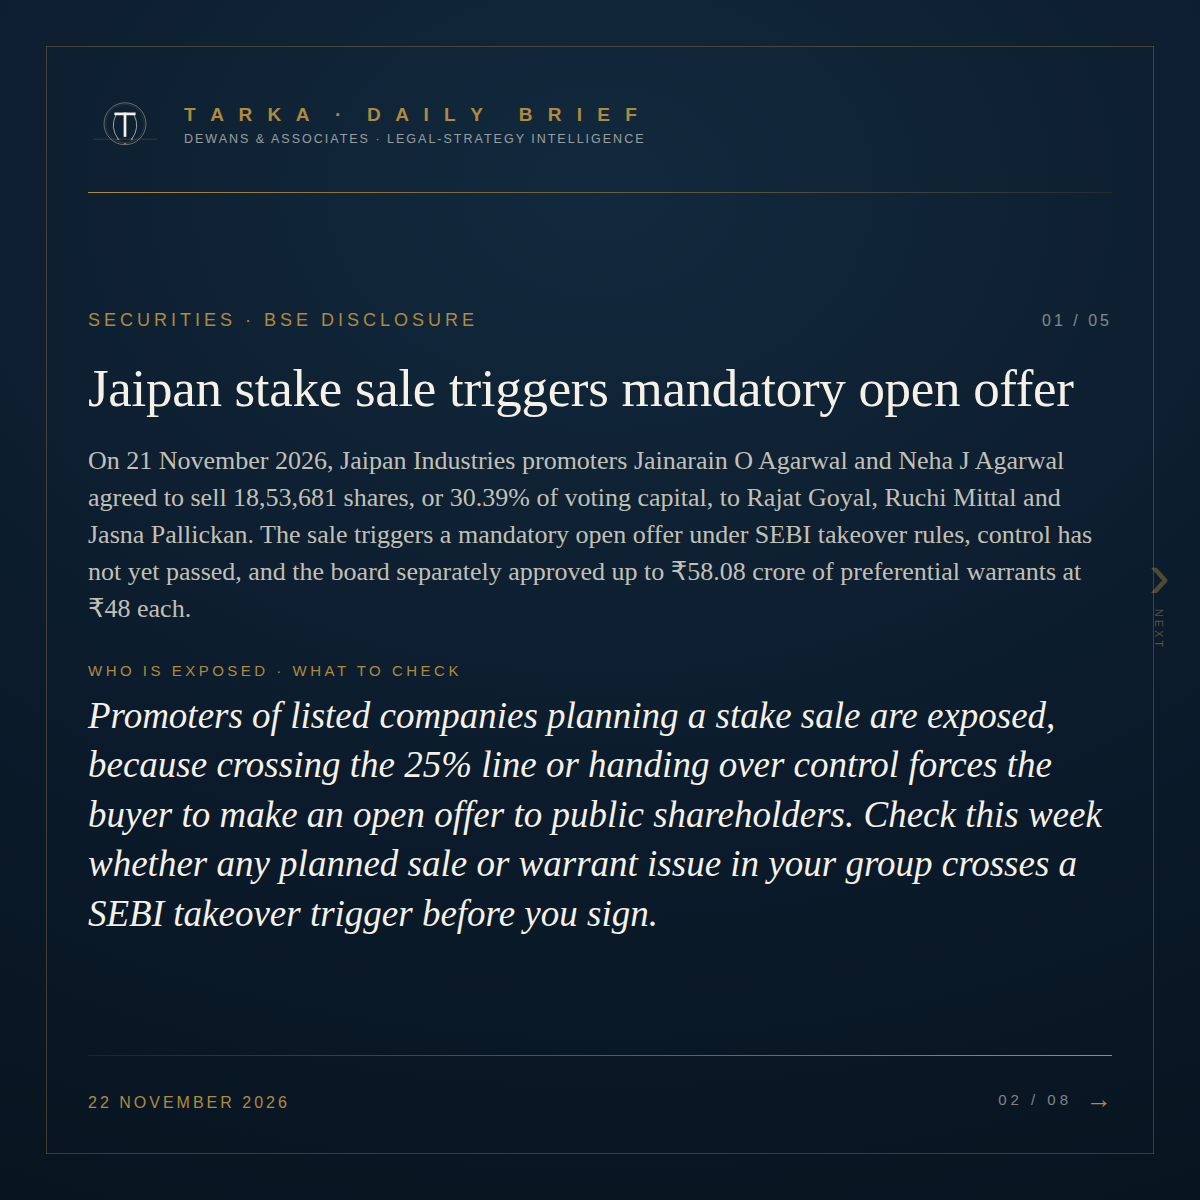 T
TARKA · DAILY BRIEF
DEWANS & ASSOCIATES · LEGAL-STRATEGY INTELLIGENCE
SECURITIES · BSE DISCLOSURE
01 / 05
Jaipan stake sale triggers mandatory open offer
On 21 November 2026, Jaipan Industries promoters Jainarain O Agarwal and Neha J Agarwal
agreed to sell 18,53,681 shares, or 30.39% of voting capital, to Rajat Goyal, Ruchi Mittal and
Jasna Pallickan. The sale triggers a mandatory open offer under SEBI takeover rules, control has
not yet passed, and the board separately approved up to ₹58.08 crore of preferential warrants at
₹48 each.
NEXT
WHO IS EXPOSED · WHAT TO CHECK
Promoters of listed companies planning a stake sale are exposed,
because crossing the 25% line or handing over control forces the
buyer to make an open offer to public shareholders. Check this week
whether any planned sale or warrant issue in your group crosses a
SEBI takeover trigger before you sign.
22 NOVEMBER 2026
02 / 08 →